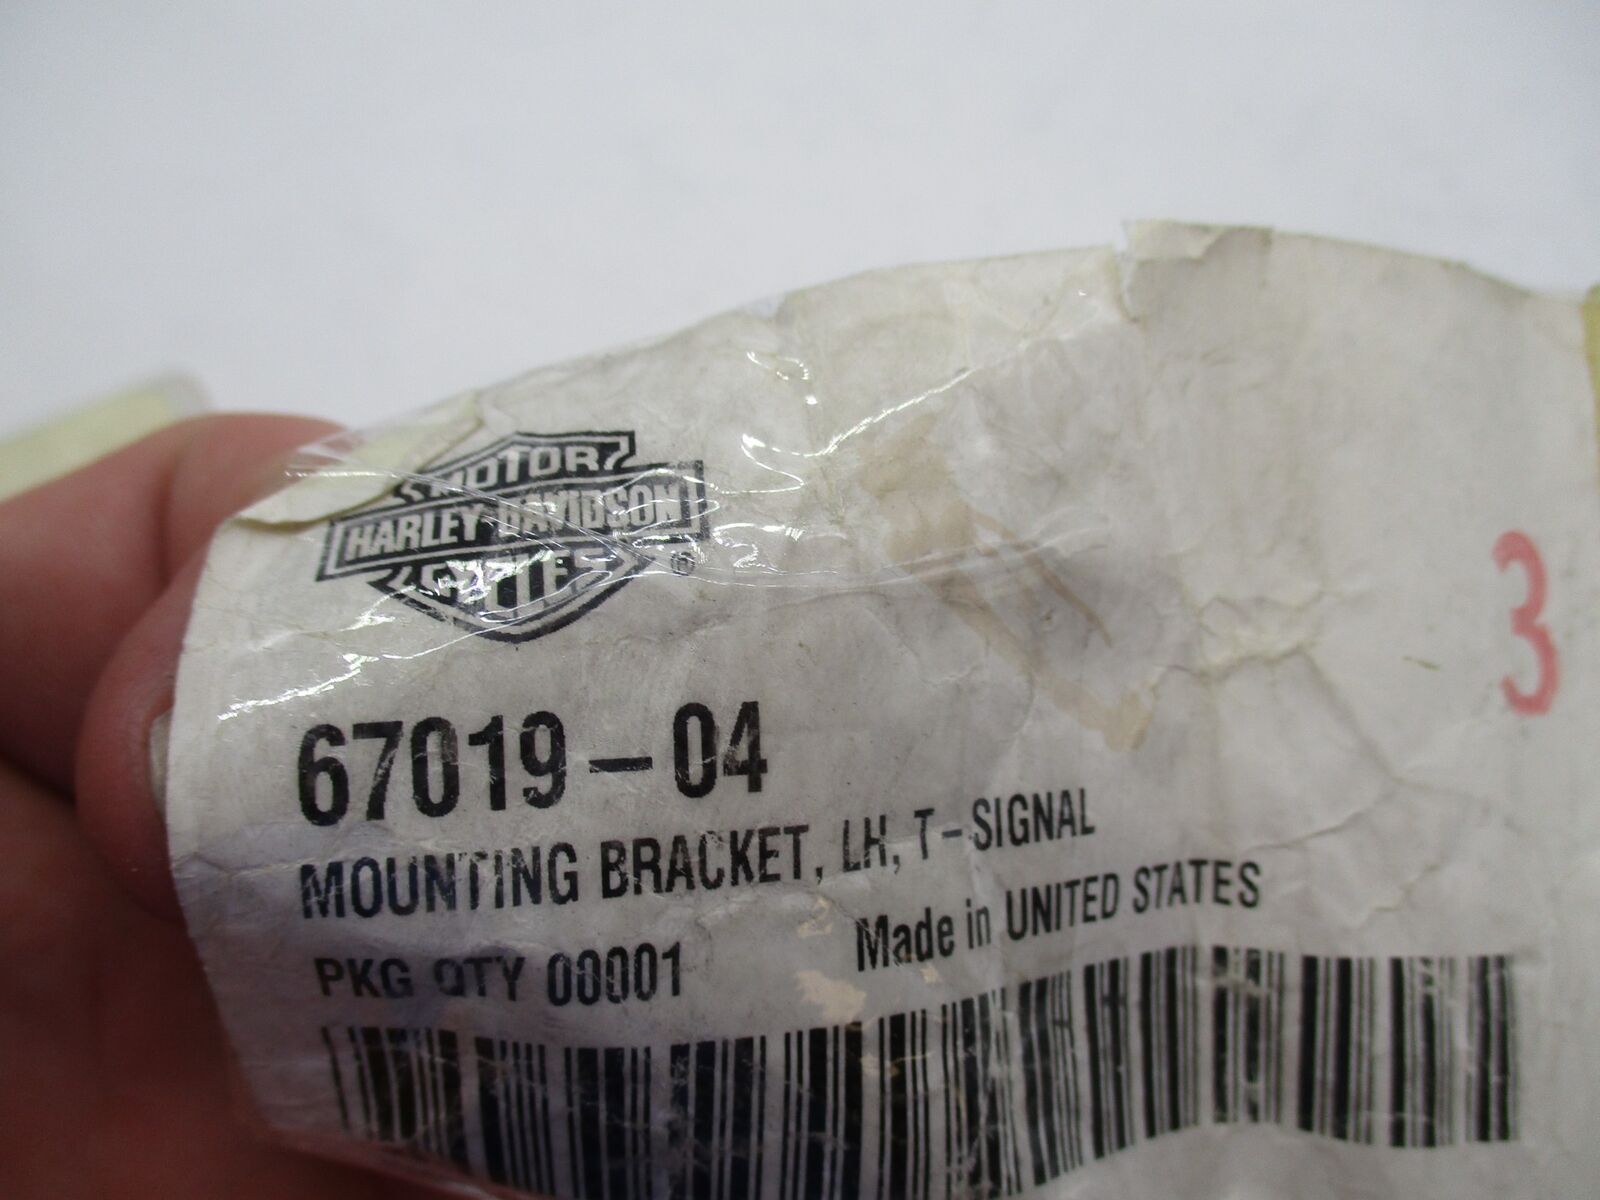 MOTOR
HARLEY-DAVIDSON
CYCLES
®
3
67019-04
MOUNTING BRACKET, LH, T-SIGNAL
Made in UNITED STATES
PKG QTY 00001